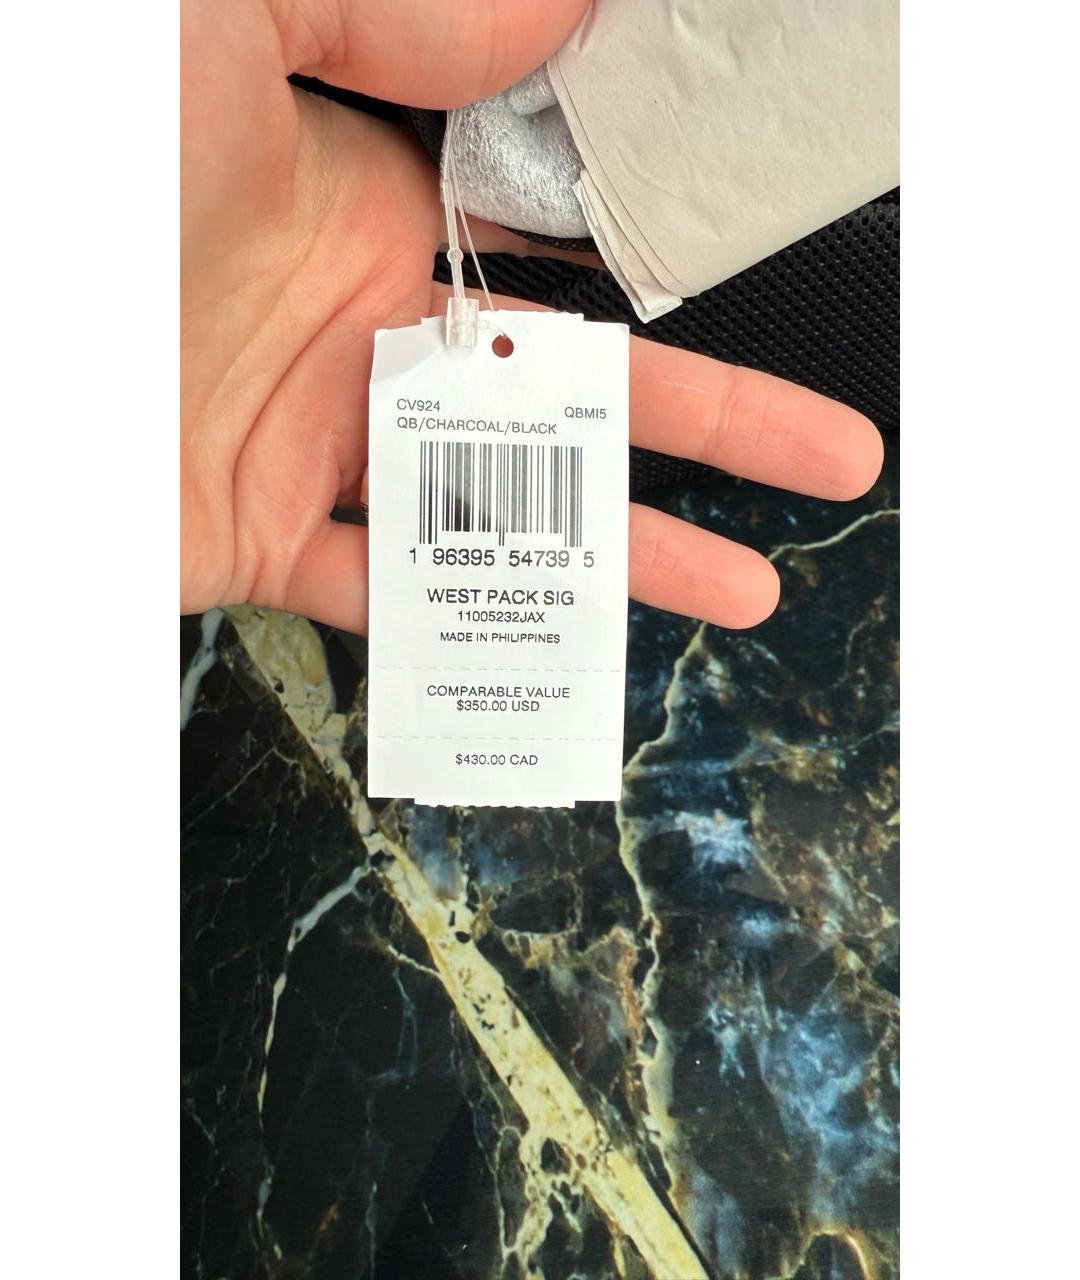 CV924 QBMI5
QB/CHARCOAL/BLACK
1 96395 54739 5
WEST PACK SIG
11005232JAX
MADE IN PHILIPPINES
COMPARABLE VALUE
$350.00 USD
$430.00 CAD